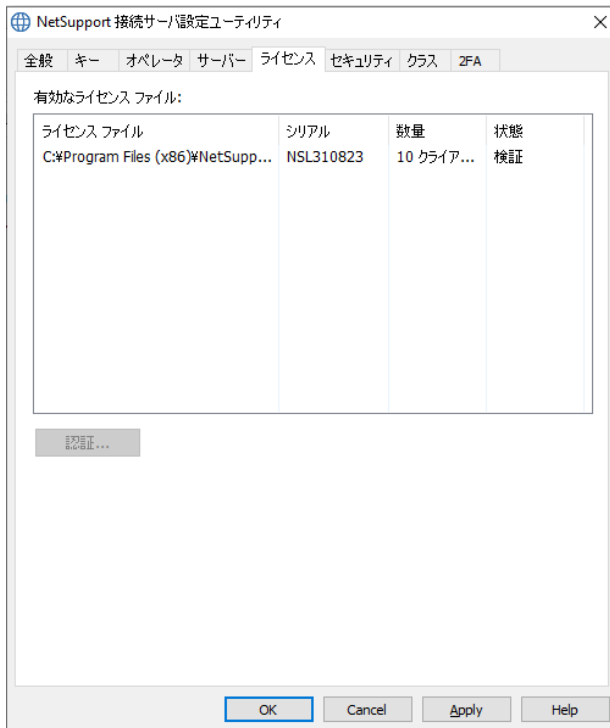 NetSupport 接続サーバ設定ユーティリティ
全般 キー オペレータ サーバー ライセンス セキュリティ クラス 2FA
有効なライセンス ファイル:
ライセンス ファイル シリアル 数量 状態
C:¥Program Files (x86)¥NetSupp... NSL310823 10 クライア... 検証
認証...
OK Cancel Apply Help